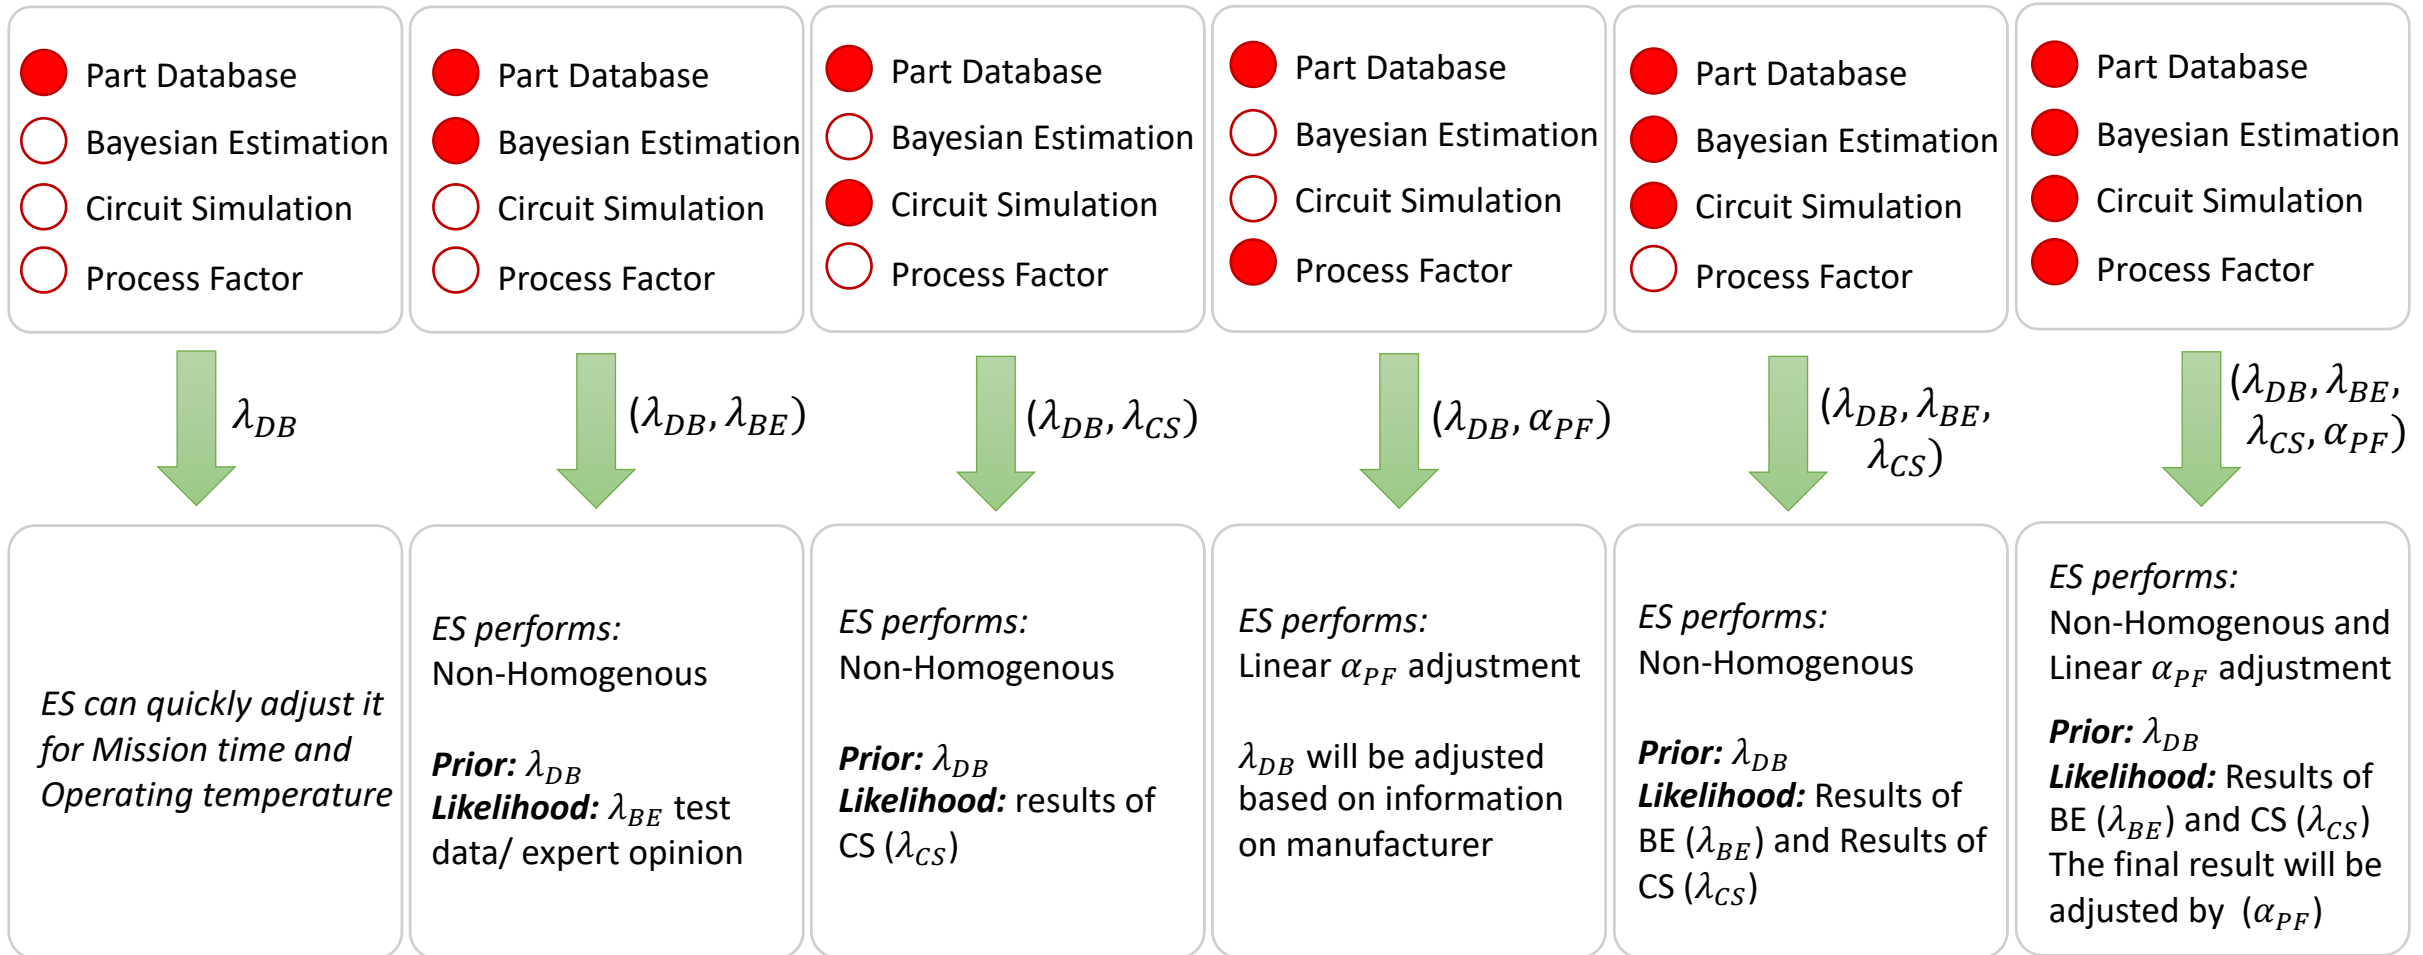 Part Database
Bayesian Estimation
Circuit Simulation
Process Factor
Part Database
Bayesian Estimation
Circuit Simulation
Process Factor
Part Database
Bayesian Estimation
Circuit Simulation
Process Factor
Part Database
Bayesian Estimation
Circuit Simulation
Process Factor
Part Database
Bayesian Estimation
Circuit Simulation
Process Factor
Part Database
Bayesian Estimation
Circuit Simulation
Process Factor
λ_DB
(λ_DB, λ_BE)
(λ_DB, λ_CS)
(λ_DB, α_PF)
(λ_DB, λ_BE,
λ_CS)
(λ_DB, λ_BE,
λ_CS, α_PF)
ES can quickly adjust it
for Mission time and
Operating temperature
ES performs:
Non-Homogenous
Prior: λ_DB
Likelihood: λ_BE test
data/ expert opinion
ES performs:
Non-Homogenous
Prior: λ_DB
Likelihood: results of
CS (λ_CS)
ES performs:
Linear α_PF adjustment
λ_DB will be adjusted
based on information
on manufacturer
ES performs:
Non-Homogenous
Prior: λ_DB
Likelihood: Results of
BE (λ_BE) and Results of
CS (λ_CS)
ES performs:
Non-Homogenous and
Linear α_PF adjustment
Prior: λ_DB
Likelihood: Results of
BE (λ_BE) and CS (λ_CS)
The final result will be
adjusted by (α_PF)